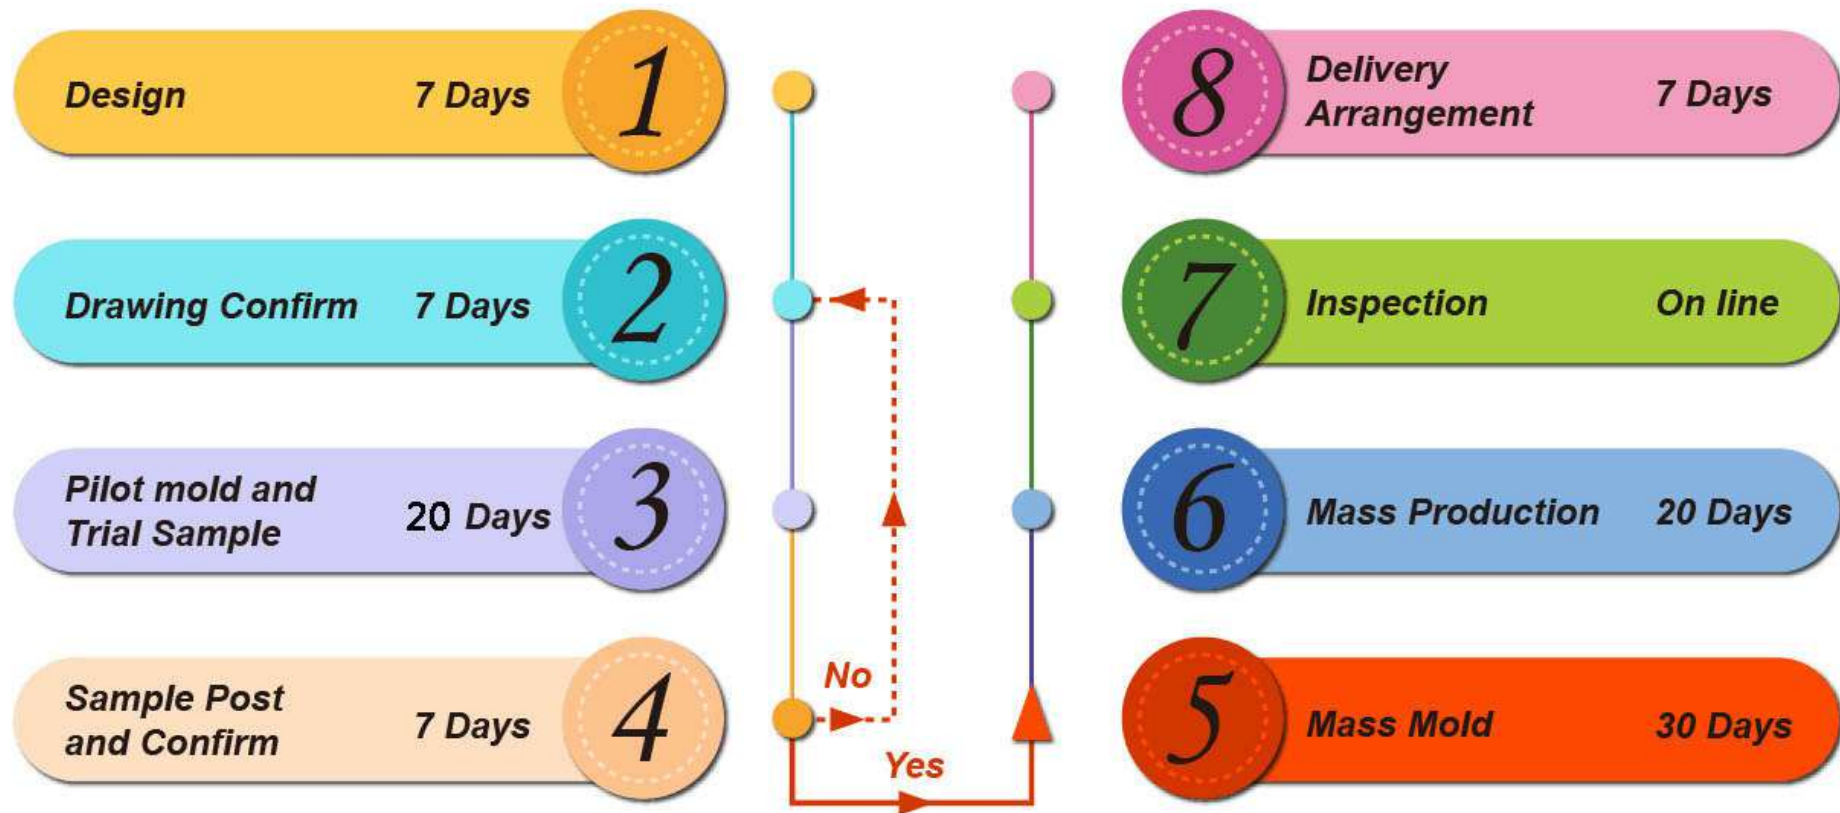 Design 7 Days 1
Drawing Confirm 7 Days 2
Pilot mold and
Trial Sample 20 Days 3
Sample Post
and Confirm 7 Days 4
No
Yes
8 Delivery
Arrangement 7 Days
7 Inspection On line
6 Mass Production 20 Days
5 Mass Mold 30 Days